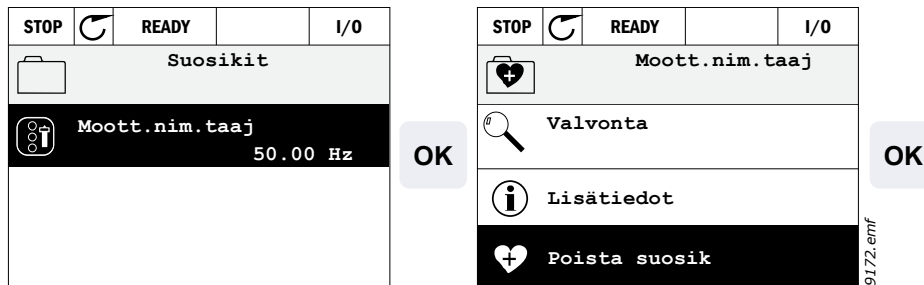 STOP READY I/O
Suosikit
Moott.nim.taaj
50.00 Hz
OK
STOP READY I/O
Moott.nim.taaj
Valvonta
Lisätiedot
Poista suosik
OK
9172.emf